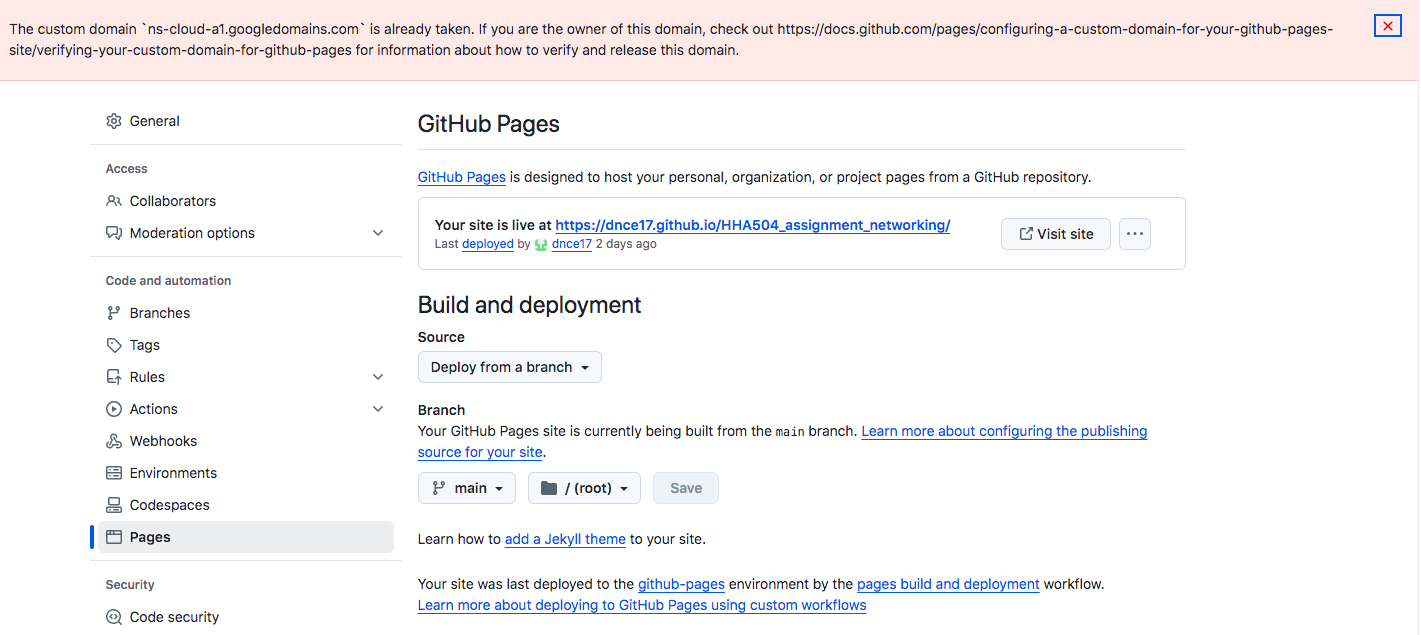 The custom domain `ns-cloud-a1.googledomains.com` is already taken. If you are the owner of this domain, check out https://docs.github.com/pages/configuring-a-custom-domain-for-your-github-pages-
site/verifying-your-custom-domain-for-github-pages for information about how to verify and release this domain.
General
Access
Collaborators
Moderation options
Code and automation
Branches
Tags
Rules
Actions
Webhooks
Environments
Codespaces
Pages
Security
Code security
GitHub Pages
GitHub Pages is designed to host your personal, organization, or project pages from a GitHub repository.
Your site is live at https://dnce17.github.io/HHA504_assignment_networking/
Last deployed by dnce17 2 days ago
Visit site
Build and deployment
Source
Deploy from a branch
Branch
Your GitHub Pages site is currently being built from the main branch. Learn more about configuring the publishing
source for your site.
main / (root) Save
Learn how to add a Jekyll theme to your site.
Your site was last deployed to the github-pages environment by the pages build and deployment workflow.
Learn more about deploying to GitHub Pages using custom workflows